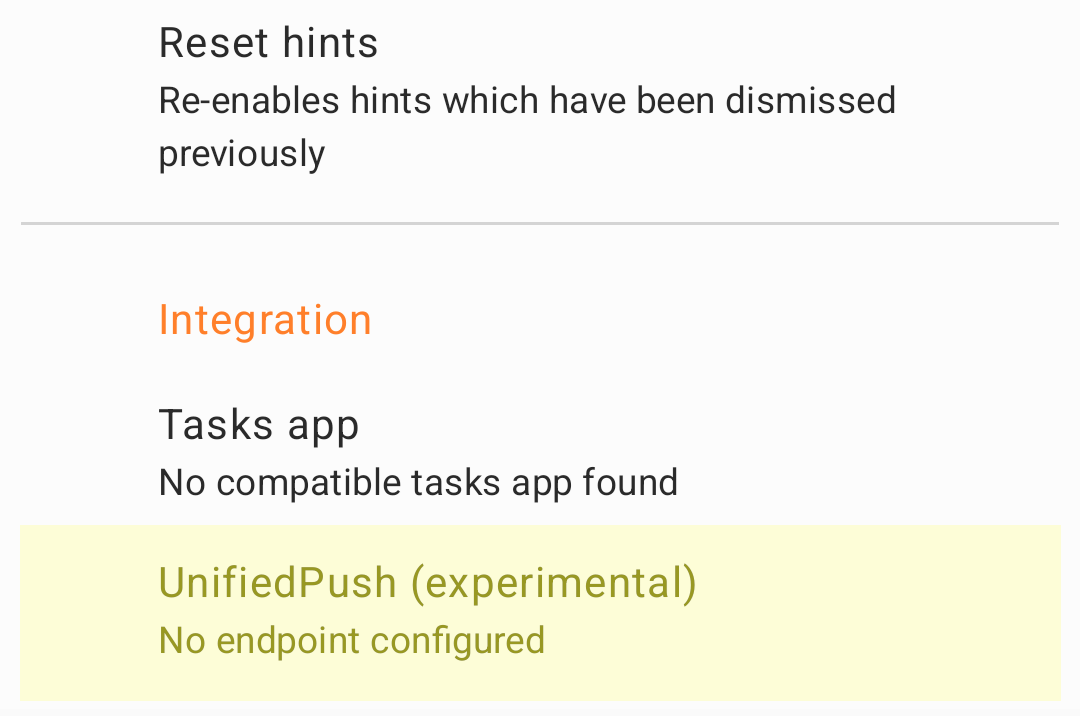 Reset hints
Re-enables hints which have been dismissed
previously
Integration
Tasks app
No compatible tasks app found
UnifiedPush (experimental)
No endpoint configured